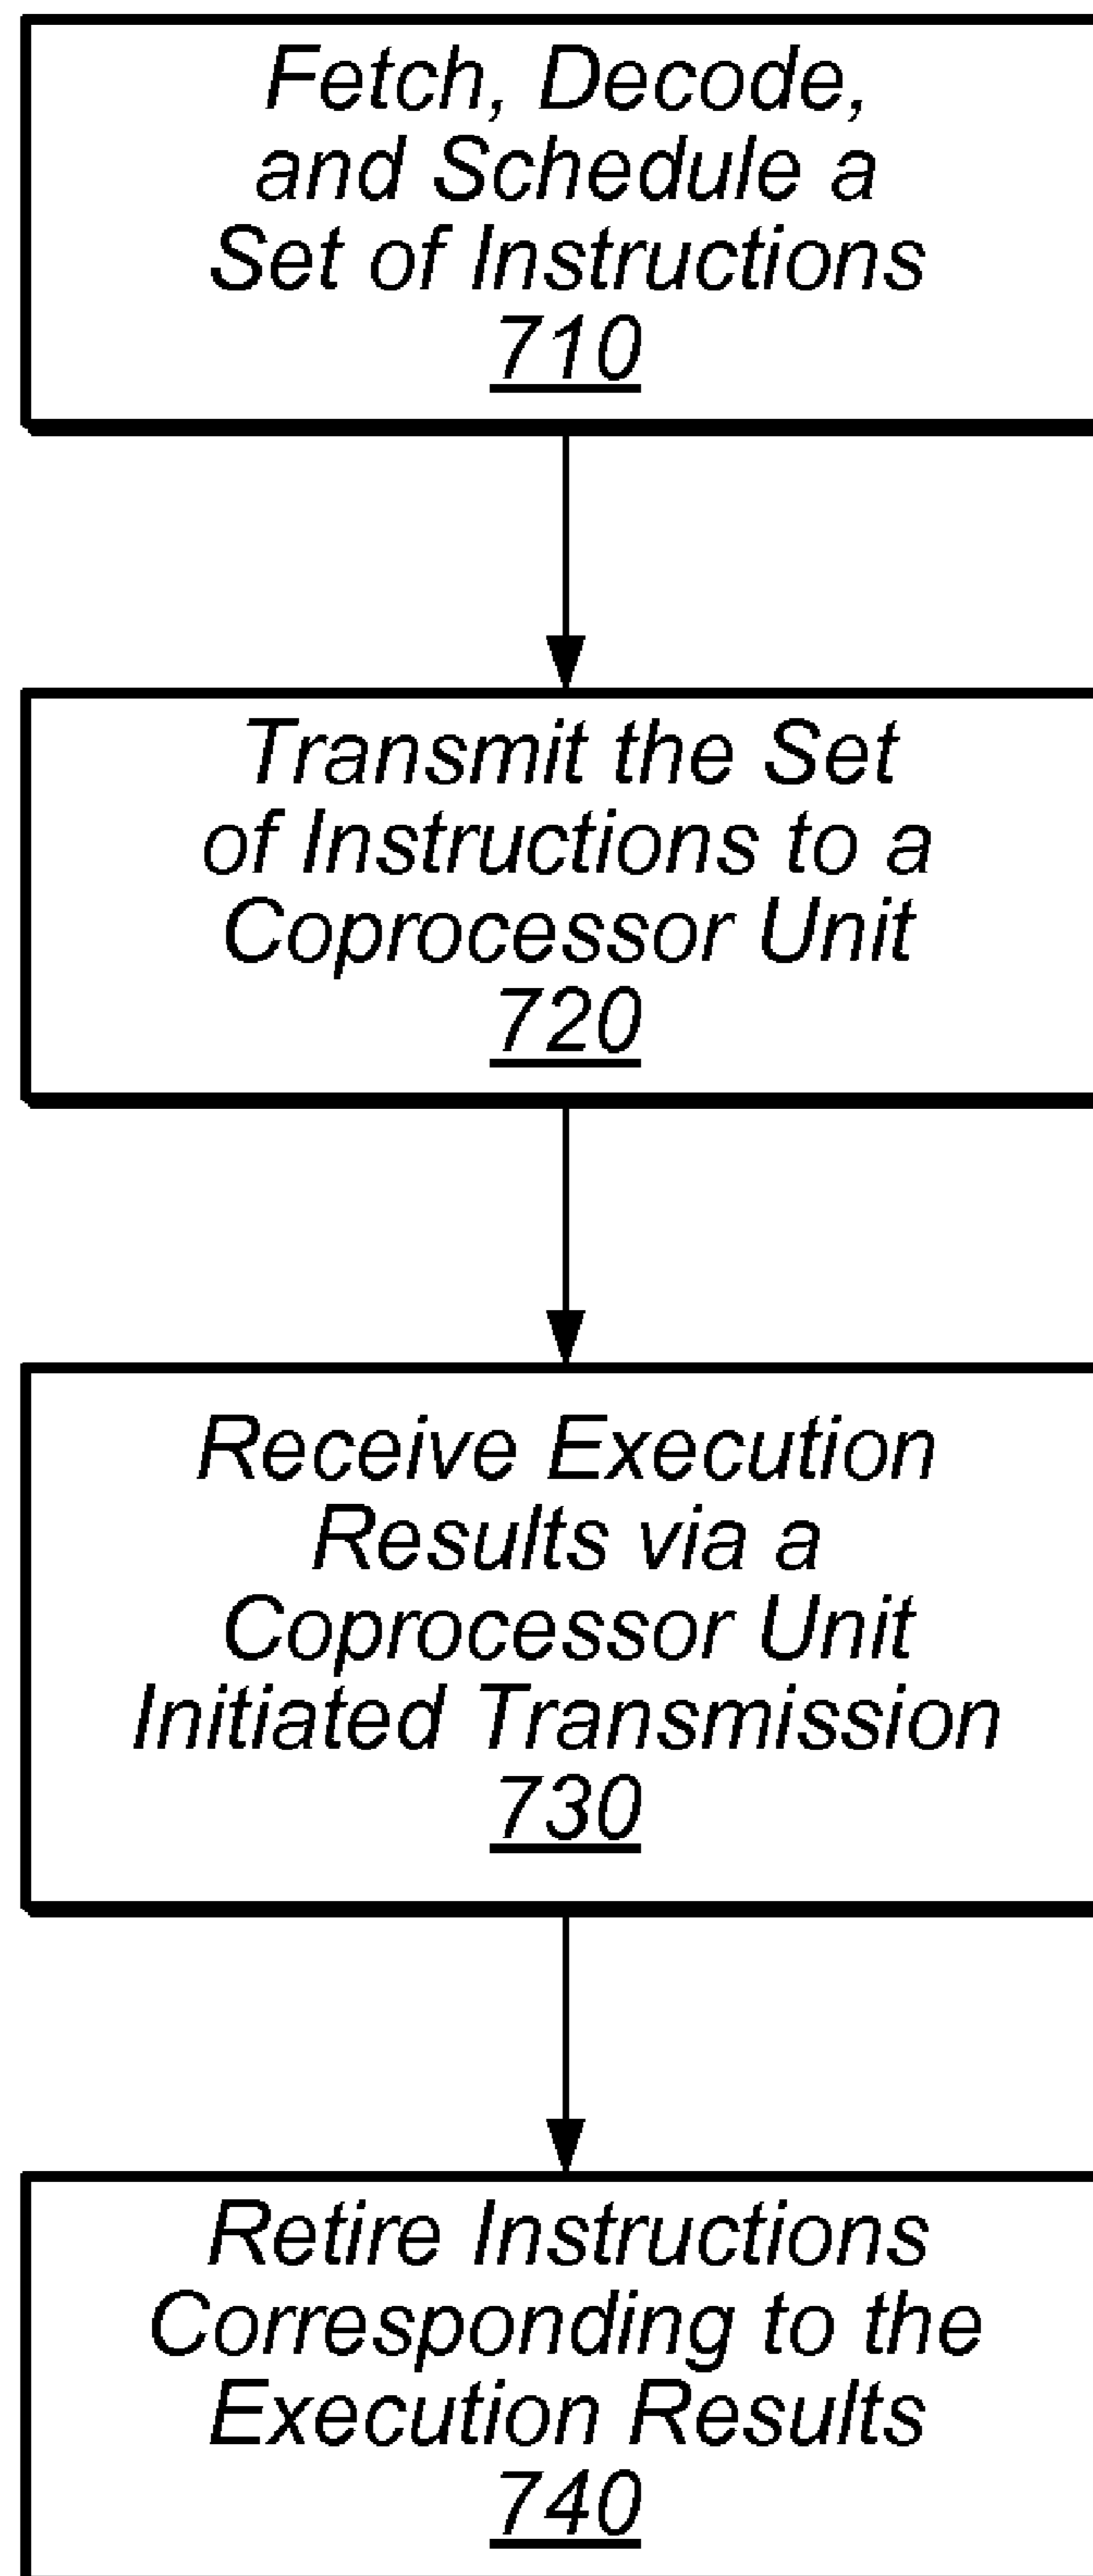 Fetch, Decode,
and Schedule a
Set of Instructions
710
Transmit the Set
of Instructions to a
Coprocessor Unit
720
Receive Execution
Results via a
Coprocessor Unit
Initiated Transmission
730
Retire Instructions
Corresponding to the
Execution Results
740